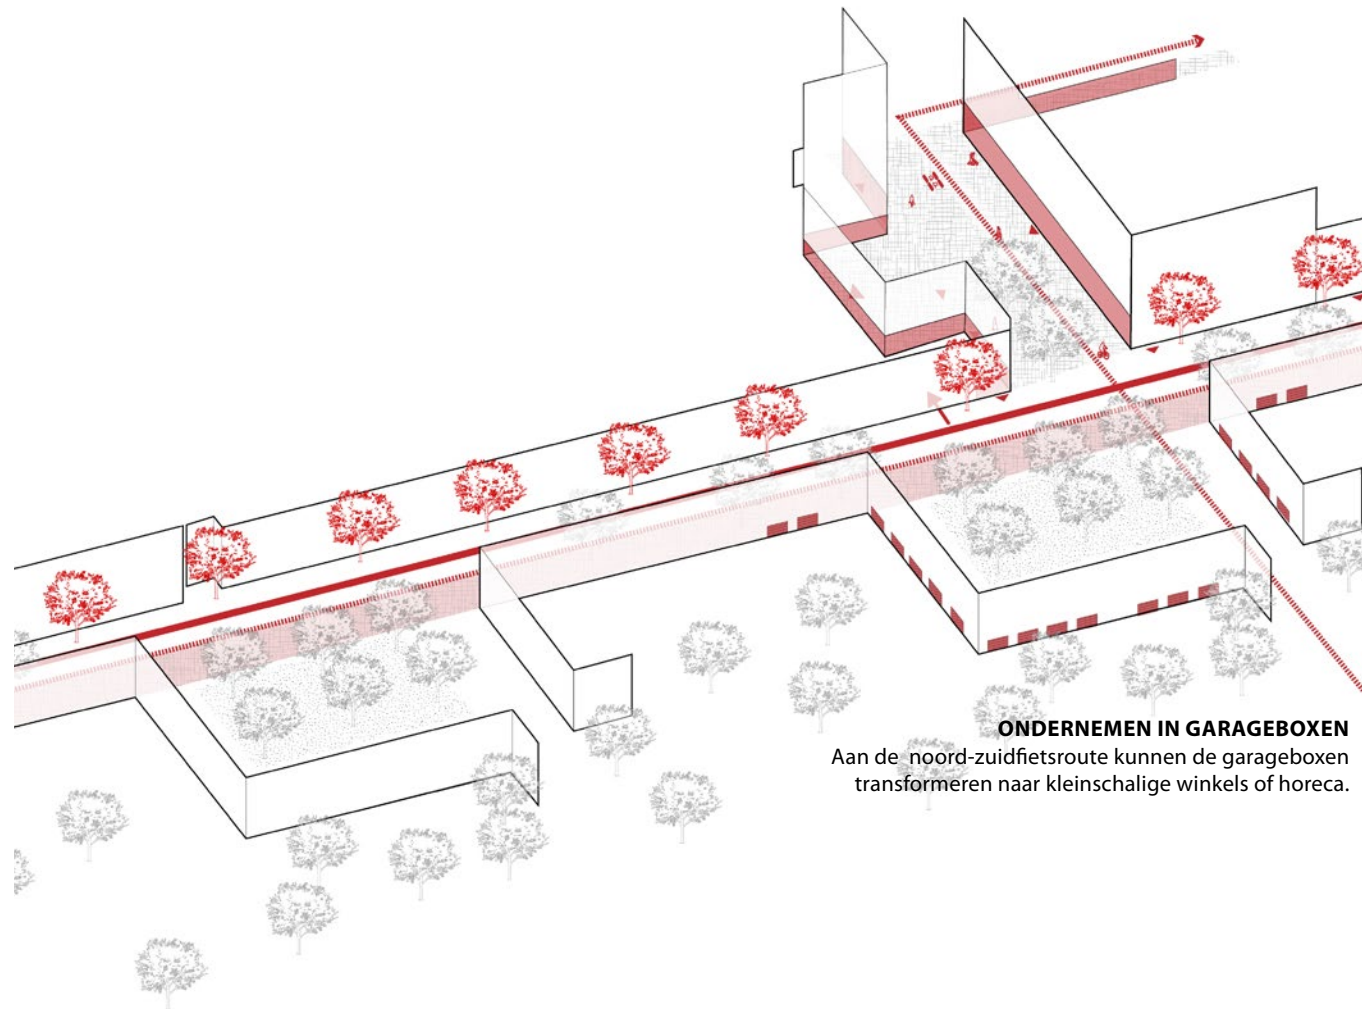 ONDERNEMEN IN GARAGEBOXEN
Aan de noord-zuidfietsroute kunnen de garageboxen
transformeren naar kleinschalige winkels of horeca.